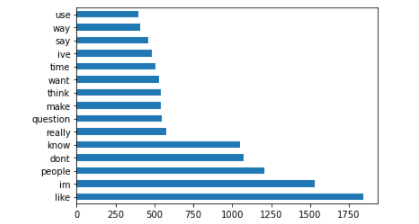 use
way
say
ive
time
want
think
make
question
really
know
dont
people
im
like
0 250 500 750 1000 1250 1500 1750